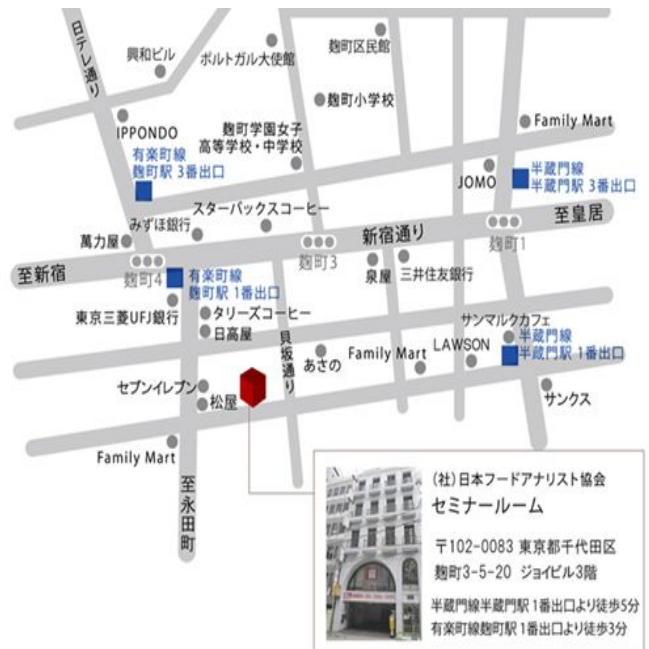 日テレ通り
興和ビル
ポルトガル大使館
麹町区民館
麹町小学校
IPPONDO
麹町学園女子
高等学校・中学校
Family Mart
有楽町線
麹町駅 3番出口
JOMO
半蔵門線
半蔵門駅 3番出口
みずほ銀行
スターバックスコーヒー
萬力屋
新宿通り
至皇居
麹町1
麹町3
麹町4
至新宿
有楽町線
麹町駅 1番出口
泉屋
三井住友銀行
東京三菱UFJ銀行
タリーズコーヒー
日高屋
貝坂通り
あさの
Family Mart
LAWSON
サンマルクカフェ
半蔵門線
半蔵門駅 1番出口
セブンイレブン
松屋
サンクス
Family Mart
至永田町
(社)日本フードアナリスト協会
セミナールーム
〒102-0083 東京都千代田区
麹町3-5-20 ジョイビル3階
半蔵門線半蔵門駅 1番出口より徒歩5分
有楽町線麹町駅 1番出口より徒歩3分